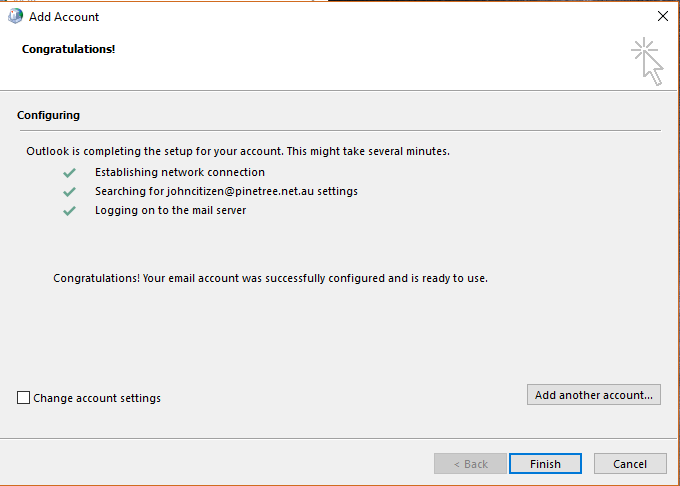 Add Account
Congratulations!
Configuring
Outlook is completing the setup for your account. This might take several minutes.
Establishing network connection
Searching for johncitizen@pinetree.net.au settings
Logging on to the mail server
Congratulations! Your email account was successfully configured and is ready to use.
Change account settings
Add another account...
< Back
Finish
Cancel